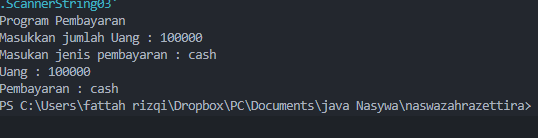 .ScannerString03`
Program Pembayaran
Masukkan jumlah Uang : 100000
Masukan jenis pembayaran : cash
Uang : 100000
Pembayaran : cash
PS C:\Users\fattah rizqi\Dropbox\PC\Documents\java Nasywa\naswazahrazettira>